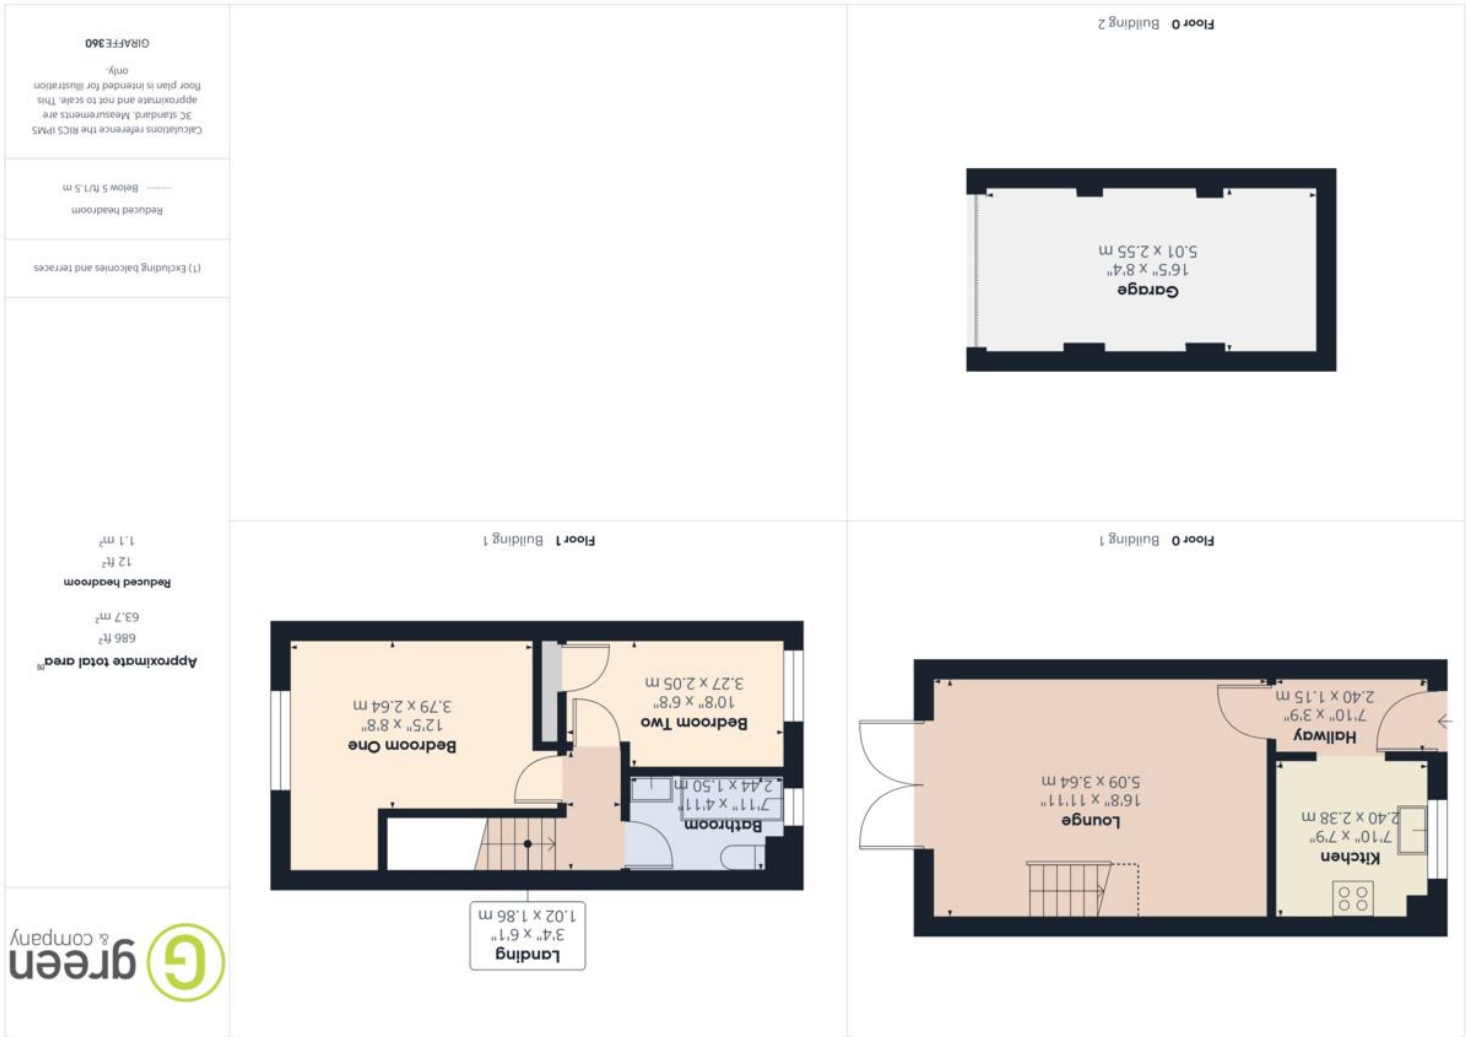 green
& company
Approximate total area⁽¹⁾
686 ft²
63.7 m²
Reduced headroom
12 ft²
1.1 m²
(1) Excluding balconies and terraces
Reduced headroom
Below 5 ft/1.5 m
Calculations reference the RICS IPMS
3C standard. Measurements are
approximate and not to scale. This
floor plan is intended for illustration
only.
GIRAFFE360
Kitchen
7'10" x 7'9"
2.40 x 2.38 m
Lounge
16'8" x 11'11"
5.09 x 3.64 m
Hallway
7'10" x 3'9"
2.40 x 1.15 m
Floor 0 Building 1
Landing
3'4" x 6'1"
1.02 x 1.86 m
Bathroom
7'11" x 4'11"
2.44 x 1.50 m
Bedroom Two
10'8" x 6'8"
3.27 x 2.05 m
Bedroom One
12'5" x 8'8"
3.79 x 2.64 m
Floor 1 Building 1
Garage
16'5" x 8'4"
5.01 x 2.55 m
Floor 0 Building 2